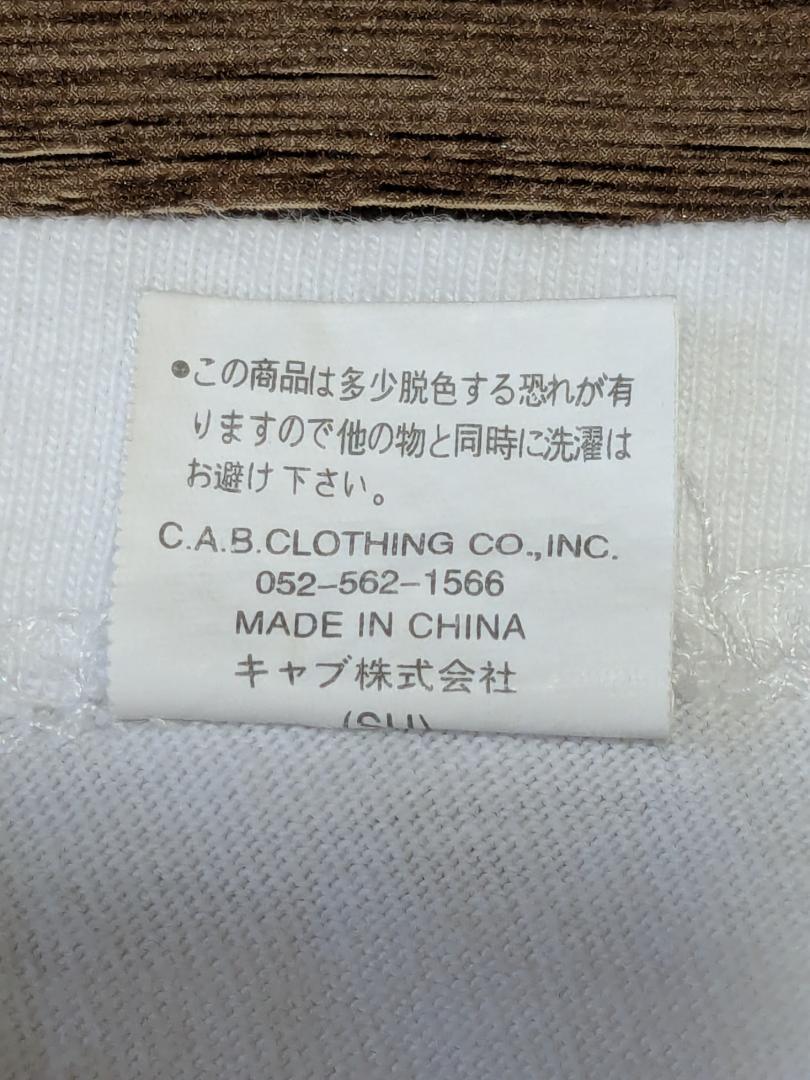 ●この商品は多少脱色する恐れが有
りますので他の物と同時に洗濯は
お避け下さい。
C.A.B.CLOTHING CO.,INC.
052-562-1566
MADE IN CHINA
キャブ株式会社